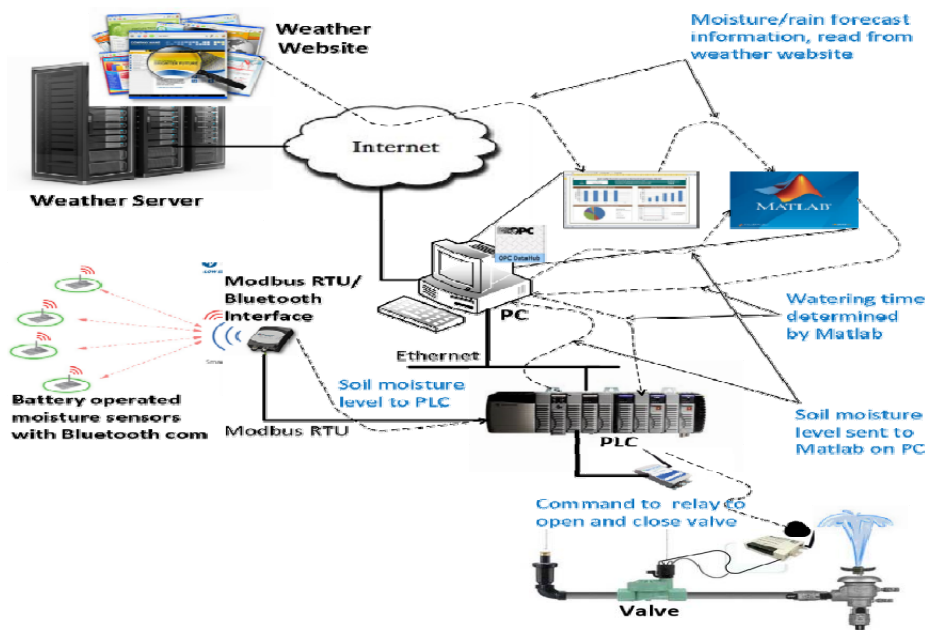 Weather
Website
Moisture/rain forecast
information, read from
weather website
Internet
MATLAB
Weather Server
OPC
OPC DataHub
Modbus RTU/
Bluetooth
Interface
PC
Watering time
determined
by Matlab
Ethernet
Soil moisture
level to PLC
Battery operated
moisture sensors
with Bluetooth com
Modbus RTU
PLC
Soil moisture
level sent to
Matlab on PC
Command to relay to
open and close valve
Valve